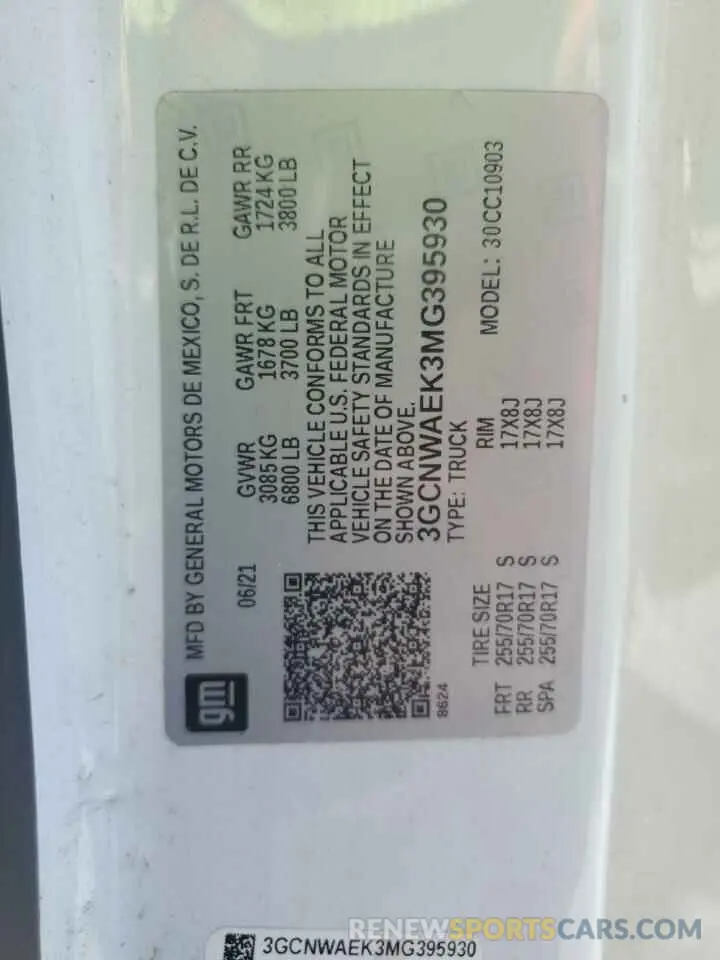 gm
MFD BY GENERAL MOTORS DE MEXICO, S. DE R.L. DE C.V.
06/21
GVWR GAWR FRT GAWR RR
3085 KG 1678 KG 1724 KG
6800 LB 3700 LB 3800 LB
THIS VEHICLE CONFORMS TO ALL
APPLICABLE U.S. FEDERAL MOTOR
VEHICLE SAFETY STANDARDS IN EFFECT
ON THE DATE OF MANUFACTURE
SHOWN ABOVE.
3GCNWAEK3MG395930
8624
TYPE: TRUCK MODEL: 30CC10903
TIRE SIZE RIM
FRT 255/70R17 S 17X8J
RR 255/70R17 S 17X8J
SPA 255/70R17 S 17X8J
3GCNWAEK3MG395930
RENEWSPORTSCARS.COM